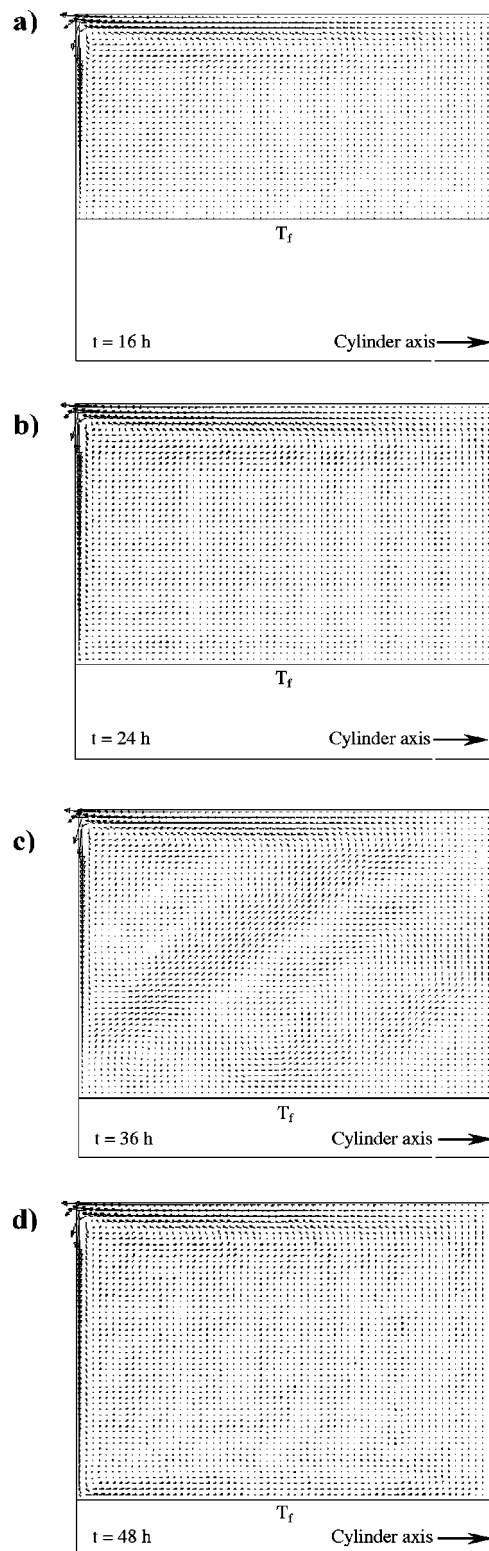 a)
T_f
t = 16 h Cylinder axis
b)
T_f
t = 24 h Cylinder axis
c)
T_f
t = 36 h Cylinder axis
d)
T_f
t = 48 h Cylinder axis